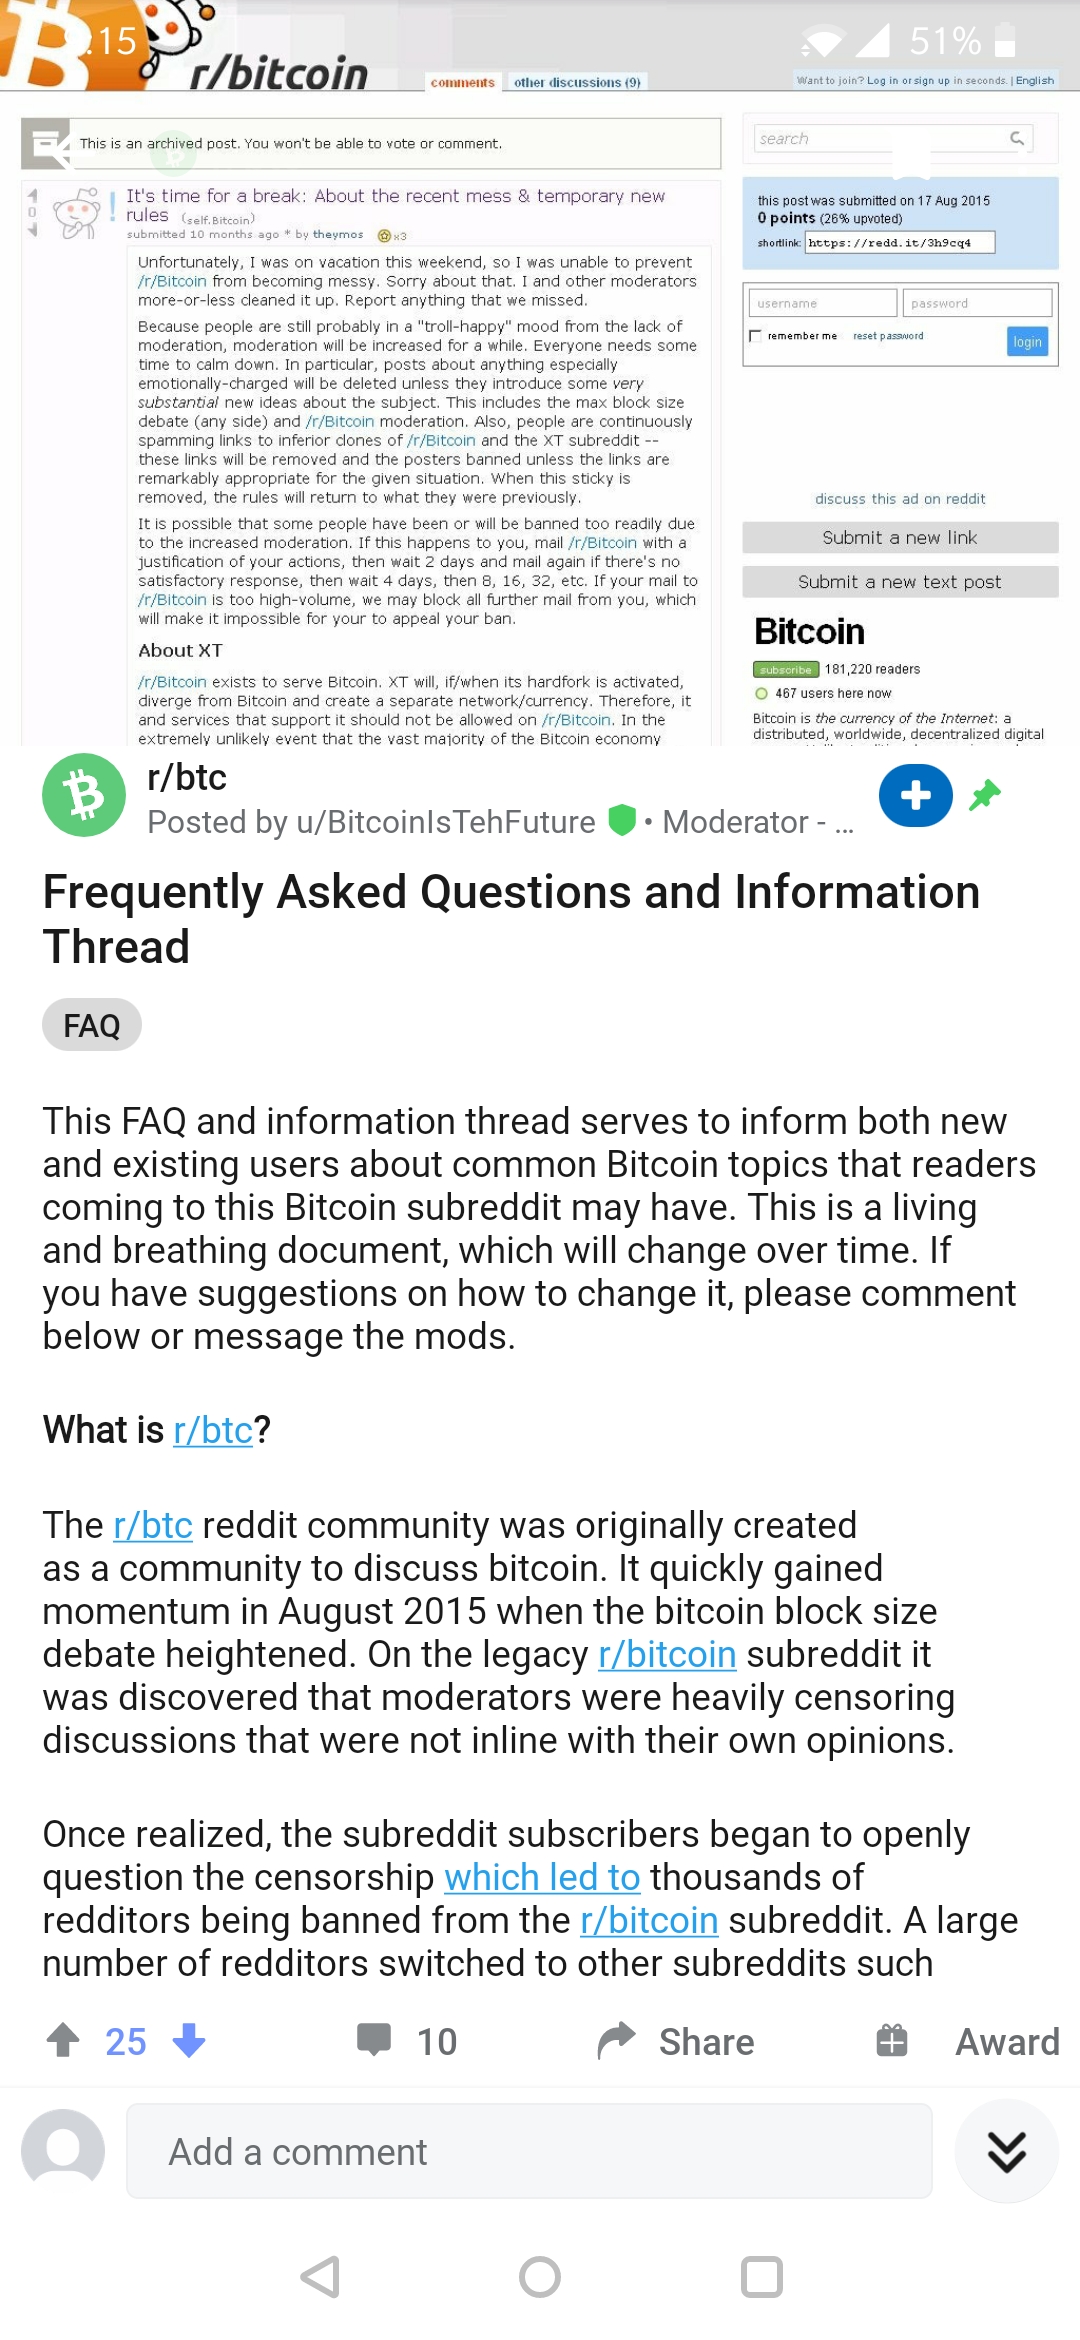 .15
51%
r/bitcoin
comments
other discussions (9)
Want to join? Log in or sign up in seconds. | English
This is an archived post. You won't be able to vote or comment.
search
It's time for a break: About the recent mess & temporary new
rules (self.Bitcoin)
submitted 10 months ago * by theymos x3
0
Unfortunately, I was on vacation this weekend, so I was unable to prevent
/r/Bitcoin from becoming messy. Sorry about that. I and other moderators
more-or-less cleaned it up. Report anything that we missed.
Because people are still probably in a "troll-happy" mood from the lack of
moderation, moderation will be increased for a while. Everyone needs some
time to calm down. In particular, posts about anything especially
emotionally-charged will be deleted unless they introduce some very
substantial new ideas about the subject. This includes the max block size
debate (any side) and /r/Bitcoin moderation. Also, people are continuously
spamming links to inferior clones of /r/Bitcoin and the XT subreddit --
these links will be removed and the posters banned unless the links are
remarkably appropriate for the given situation. When this sticky is
removed, the rules will return to what they were previously.
It is possible that some people have been or will be banned too readily due
to the increased moderation. If this happens to you, mail /r/Bitcoin with a
justification of your actions, then wait 2 days and mail again if there's no
satisfactory response, then wait 4 days, then 8, 16, 32, etc. If your mail to
/r/Bitcoin is too high-volume, we may block all further mail from you, which
will make it impossible for your to appeal your ban.
About XT
/r/Bitcoin exists to serve Bitcoin. XT will, if/when its hardfork is activated,
diverge from Bitcoin and create a separate network/currency. Therefore, it
and services that support it should not be allowed on /r/Bitcoin. In the
extremely unlikely event that the vast majority of the Bitcoin economy
this post was submitted on 17 Aug 2015
0 points (26% upvoted)
shortlink: https://redd.it/3h9cq4
username
password
remember me
reset password
login
discuss this ad on reddit
Submit a new link
Submit a new text post
Bitcoin
subscribe 181,220 readers
467 users here now
Bitcoin is the currency of the Internet: a
distributed, worldwide, decentralized digital
r/btc
Posted by u/BitcoinIsTehFuture • Moderator - ...
Frequently Asked Questions and Information
Thread
FAQ
This FAQ and information thread serves to inform both new
and existing users about common Bitcoin topics that readers
coming to this Bitcoin subreddit may have. This is a living
and breathing document, which will change over time. If
you have suggestions on how to change it, please comment
below or message the mods.
What is r/btc?
The r/btc reddit community was originally created
as a community to discuss bitcoin. It quickly gained
momentum in August 2015 when the bitcoin block size
debate heightened. On the legacy r/bitcoin subreddit it
was discovered that moderators were heavily censoring
discussions that were not inline with their own opinions.
Once realized, the subreddit subscribers began to openly
question the censorship which led to thousands of
redditors being banned from the r/bitcoin subreddit. A large
number of redditors switched to other subreddits such
25
10
Share
Award
Add a comment